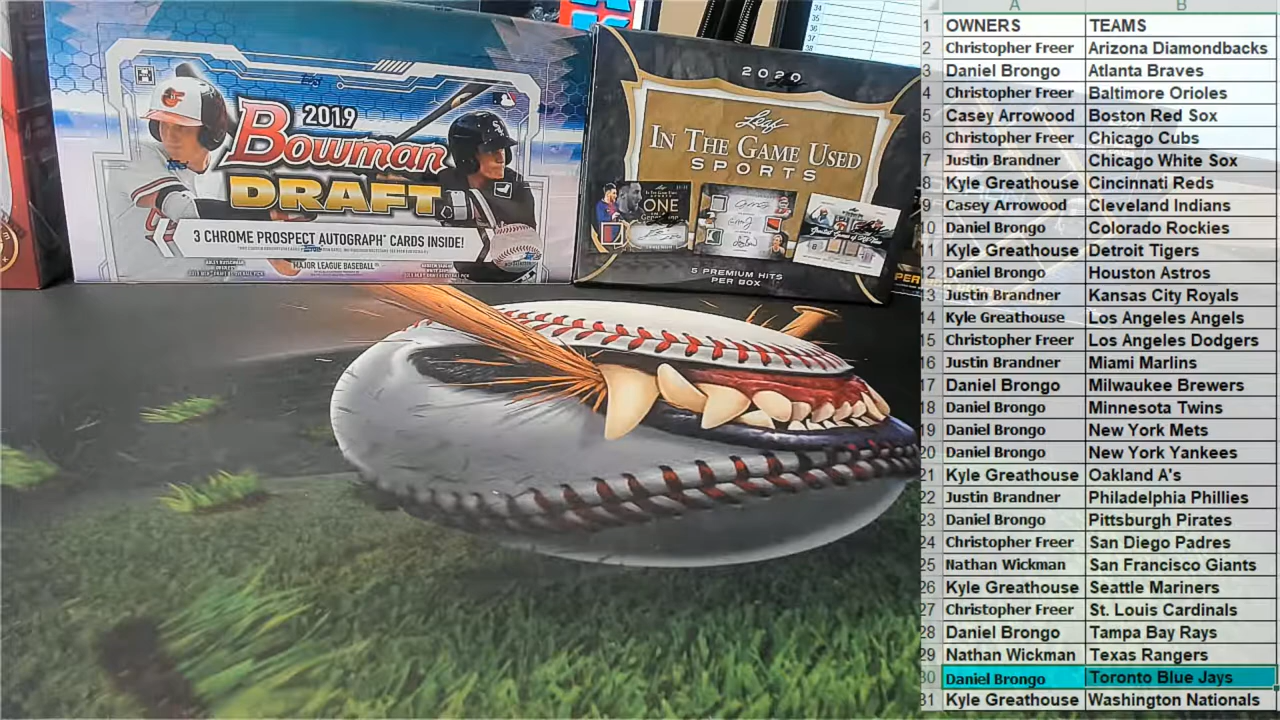 2019
Bowman
DRAFT
3 CHROME PROSPECT AUTOGRAPH CARDS INSIDE!
MAJOR LEAGUE BASEBALL
2020
Leaf
IN THE GAME USED
SPORTS
ONE
5 PREMIUM HITS
PER BOX
A B
1 OWNERS TEAMS
2 Christopher Freer Arizona Diamondbacks
3 Daniel Brongo Atlanta Braves
4 Christopher Freer Baltimore Orioles
5 Casey Arrowood Boston Red Sox
6 Christopher Freer Chicago Cubs
7 Justin Brandner Chicago White Sox
8 Kyle Greathouse Cincinnati Reds
9 Casey Arrowood Cleveland Indians
10 Daniel Brongo Colorado Rockies
11 Kyle Greathouse Detroit Tigers
12 Daniel Brongo Houston Astros
13 Justin Brandner Kansas City Royals
14 Kyle Greathouse Los Angeles Angels
15 Christopher Freer Los Angeles Dodgers
16 Justin Brandner Miami Marlins
17 Daniel Brongo Milwaukee Brewers
18 Daniel Brongo Minnesota Twins
19 Daniel Brongo New York Mets
20 Daniel Brongo New York Yankees
21 Kyle Greathouse Oakland A's
22 Justin Brandner Philadelphia Phillies
23 Daniel Brongo Pittsburgh Pirates
24 Christopher Freer San Diego Padres
25 Nathan Wickman San Francisco Giants
26 Kyle Greathouse Seattle Mariners
27 Christopher Freer St. Louis Cardinals
28 Daniel Brongo Tampa Bay Rays
29 Nathan Wickman Texas Rangers
30 Daniel Brongo Toronto Blue Jays
31 Kyle Greathouse Washington Nationals